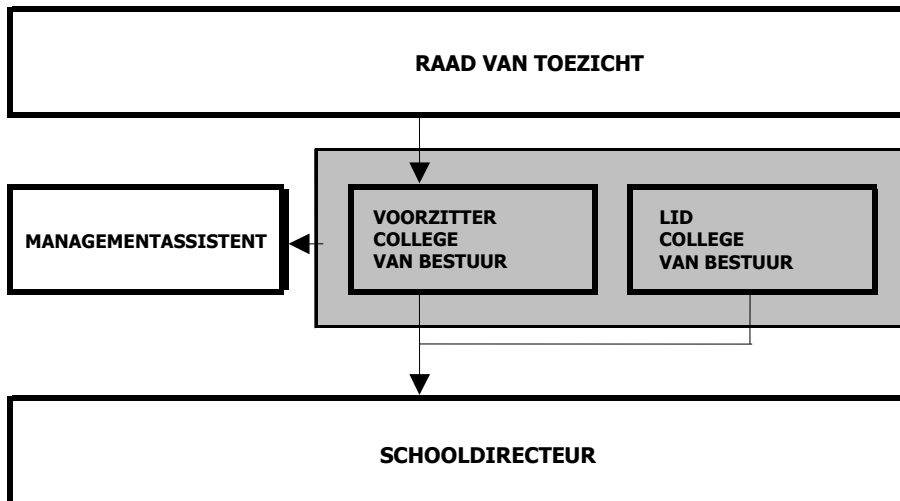 RAAD VAN TOEZICHT
MANAGEMENTASSISTENT
VOORZITTER
COLLEGE
VAN BESTUUR
LID
COLLEGE
VAN BESTUUR
SCHOOLDIRECTEUR